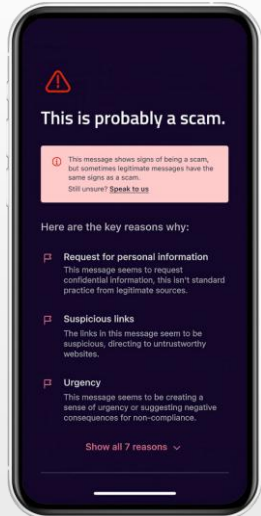 This is probably a scam.
This message shows signs of being a scam,
but sometimes legitimate messages have the
same signs as a scam.
Still unsure? Speak to us
Here are the key reasons why:
Request for personal information
This message seems to request
confidential information, this isn't standard
practice from legitimate sources.
Suspicious links
The links in this message seem to be
suspicious, directing to untrustworthy
websites.
Urgency
This message seems to be creating a
sense of urgency or suggesting negative
consequences for non-compliance.
Show all 7 reasons